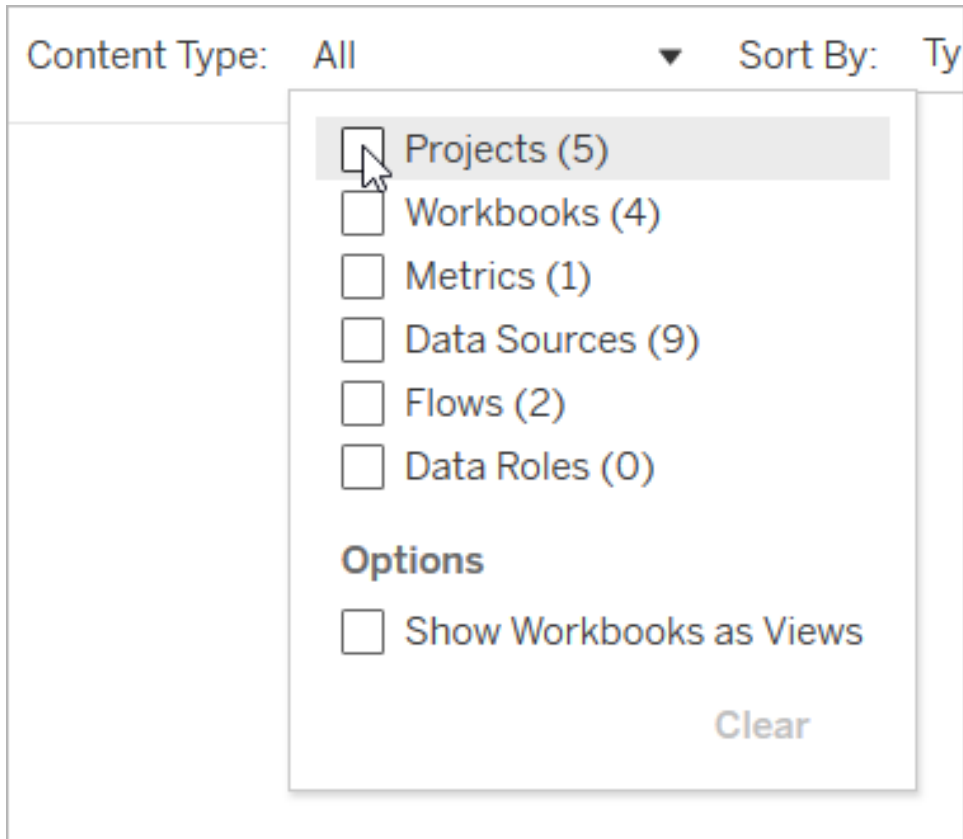 Content Type: All Sort By: Ty
Projects (5)
Workbooks (4)
Metrics (1)
Data Sources (9)
Flows (2)
Data Roles (0)
Options
Show Workbooks as Views
Clear